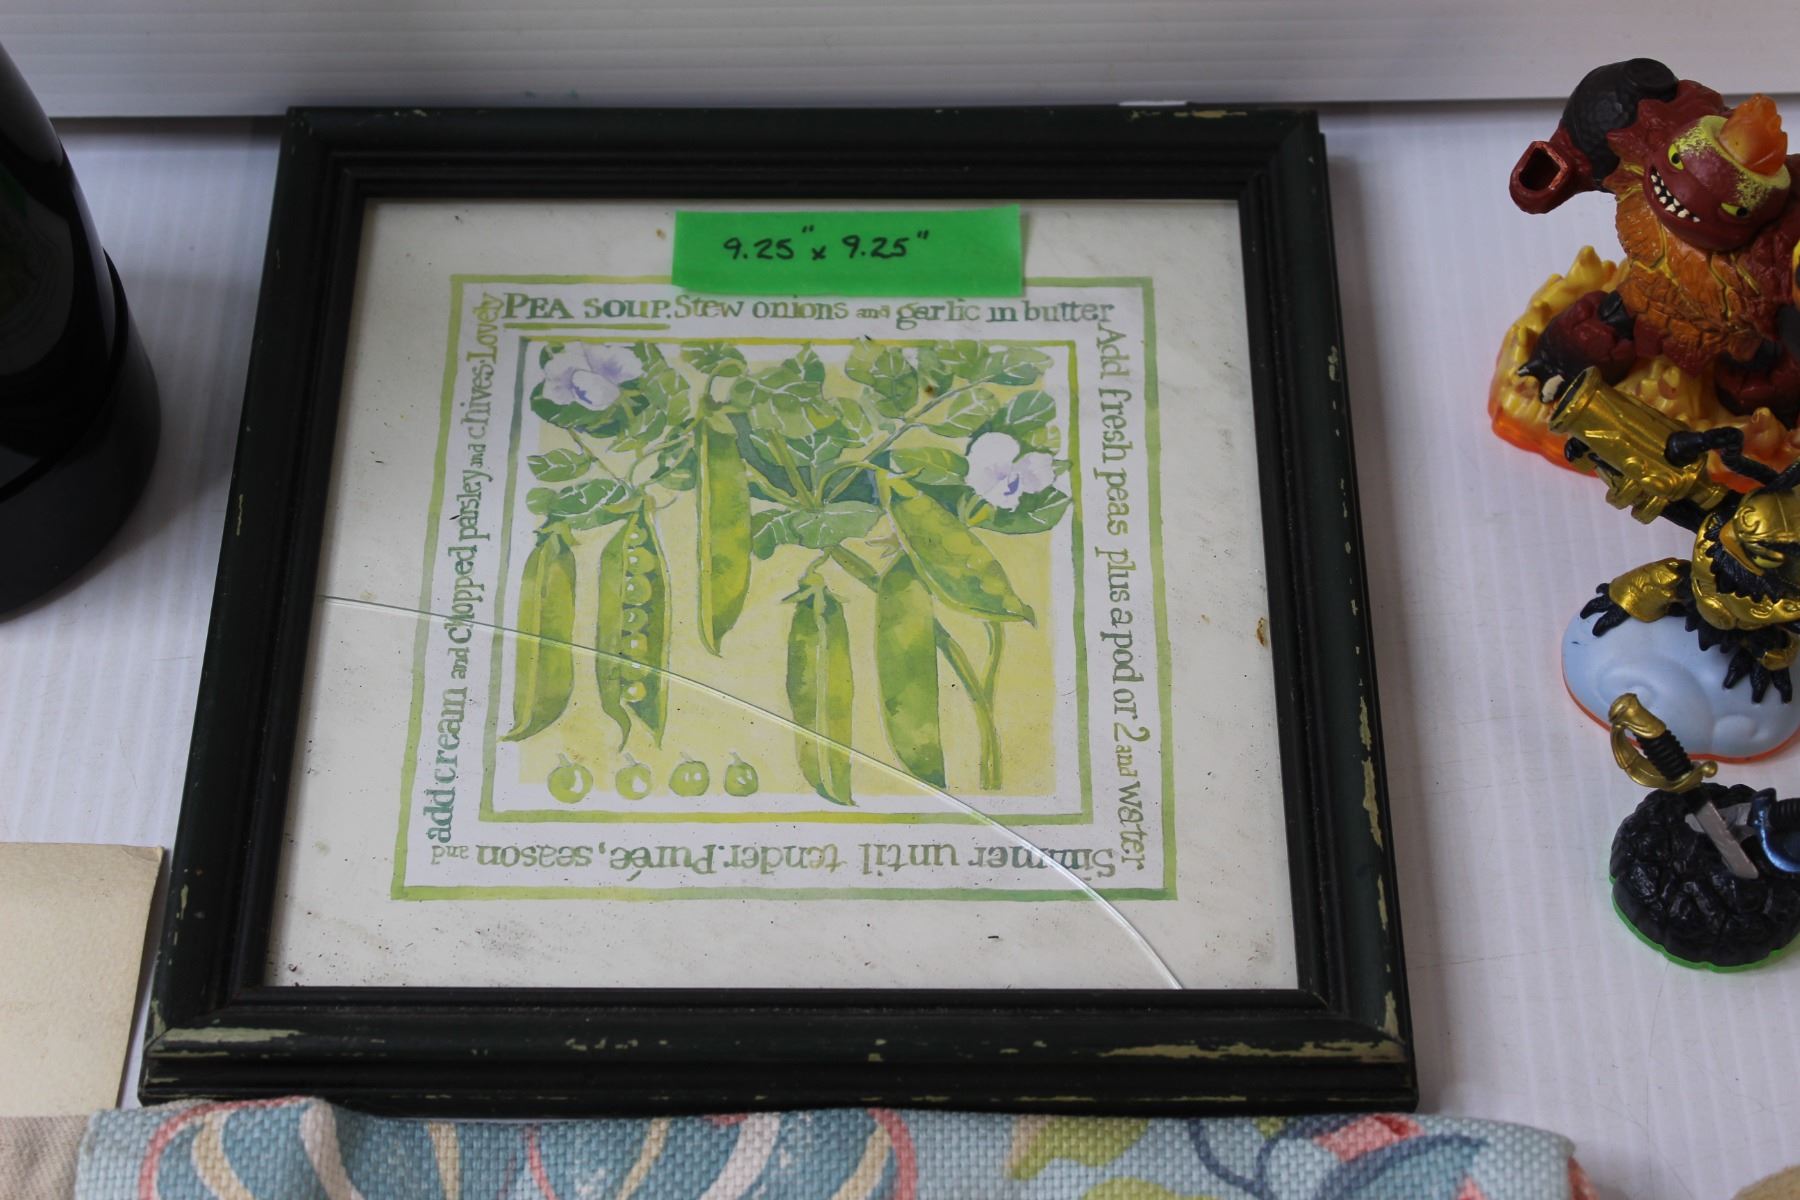 9.25" x 9.25"
PEA SOUP. Stew onions and garlic in butter.
Add fresh peas plus a pod or 2 and water
Simmer until tender. Purée, season
and add cream and chopped parsley and chives. Lovely